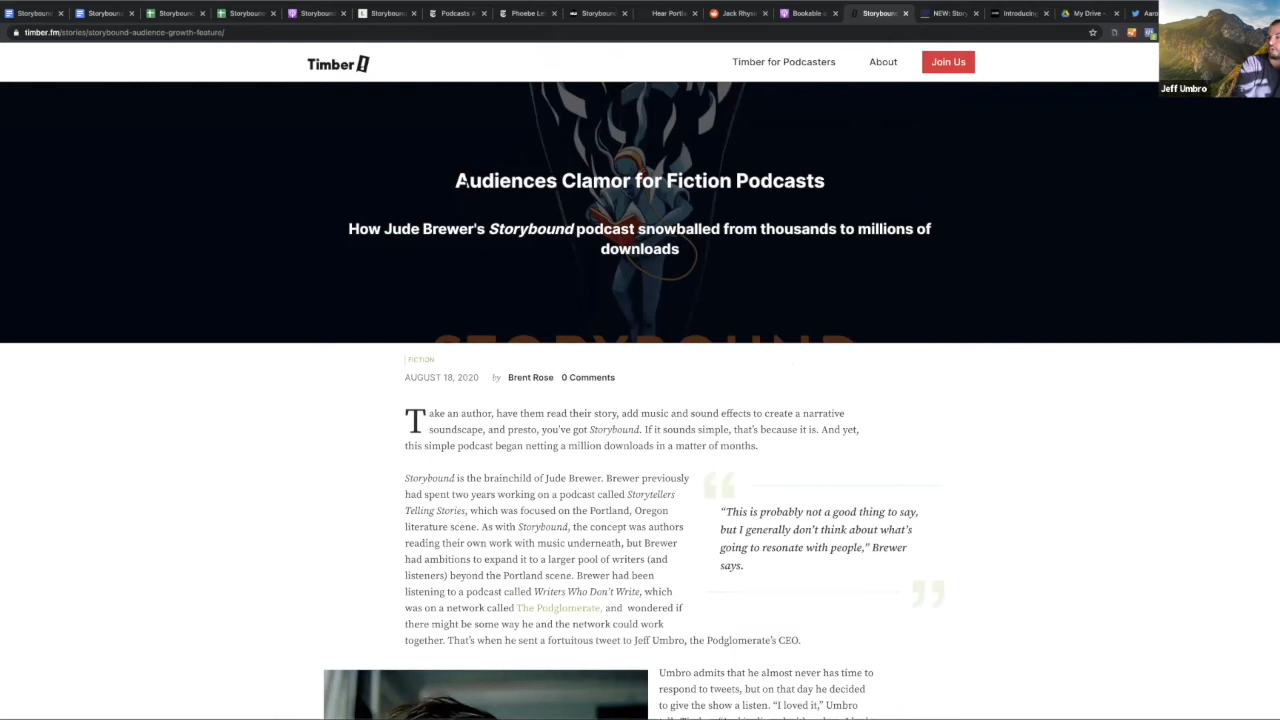 Storybound
Storybound
Storybound
Storybound
Storybound
Storybound
Podcasts
Storybound
Hear Portl
Jack Rhysi
Bookable
Storybound
NEW: Story
Introducing
My Drive -
timber.fm/stories/storybound-audience-growth-feature/
Timber
Timber for Podcasters
About
Join Us
Jeff Umbro
Audiences Clamor for Fiction Podcasts
How Jude Brewer's Storybound podcast snowballed from thousands to millions of
downloads
STORYBOUND
FICTION
AUGUST 18, 2020 by Brent Rose 0 Comments
Take an author, have them read their story, add music and sound effects to create a narrative
soundscape, and presto, you’ve got Storybound. If it sounds simple, that’s because it is. And yet,
this simple podcast began netting a million downloads in a matter of months.
Storybound is the brainchild of Jude Brewer. Brewer previously
had spent two years working on a podcast called Storytellers
Telling Stories, which was focused on the Portland, Oregon
literature scene. As with Storybound, the concept was authors
reading their own work with music underneath, but Brewer
had ambitions to expand it to a larger pool of writers (and
listeners) beyond the Portland scene. Brewer had been
listening to a podcast called Writers Who Don’t Write, which
was on a network called The Podglomerate, and wondered if
there might be some way he and the network could work
together. That’s when he sent a fortuitous tweet to Jeff Umbro, the Podglomerate’s CEO.
“This is probably not a good thing to say,
but I generally don’t think about what’s
going to resonate with people,” Brewer
says.
Umbro admits that he almost never has time to
respond to tweets, but on that day he decided
to give the show a listen. “I loved it,” Umbro